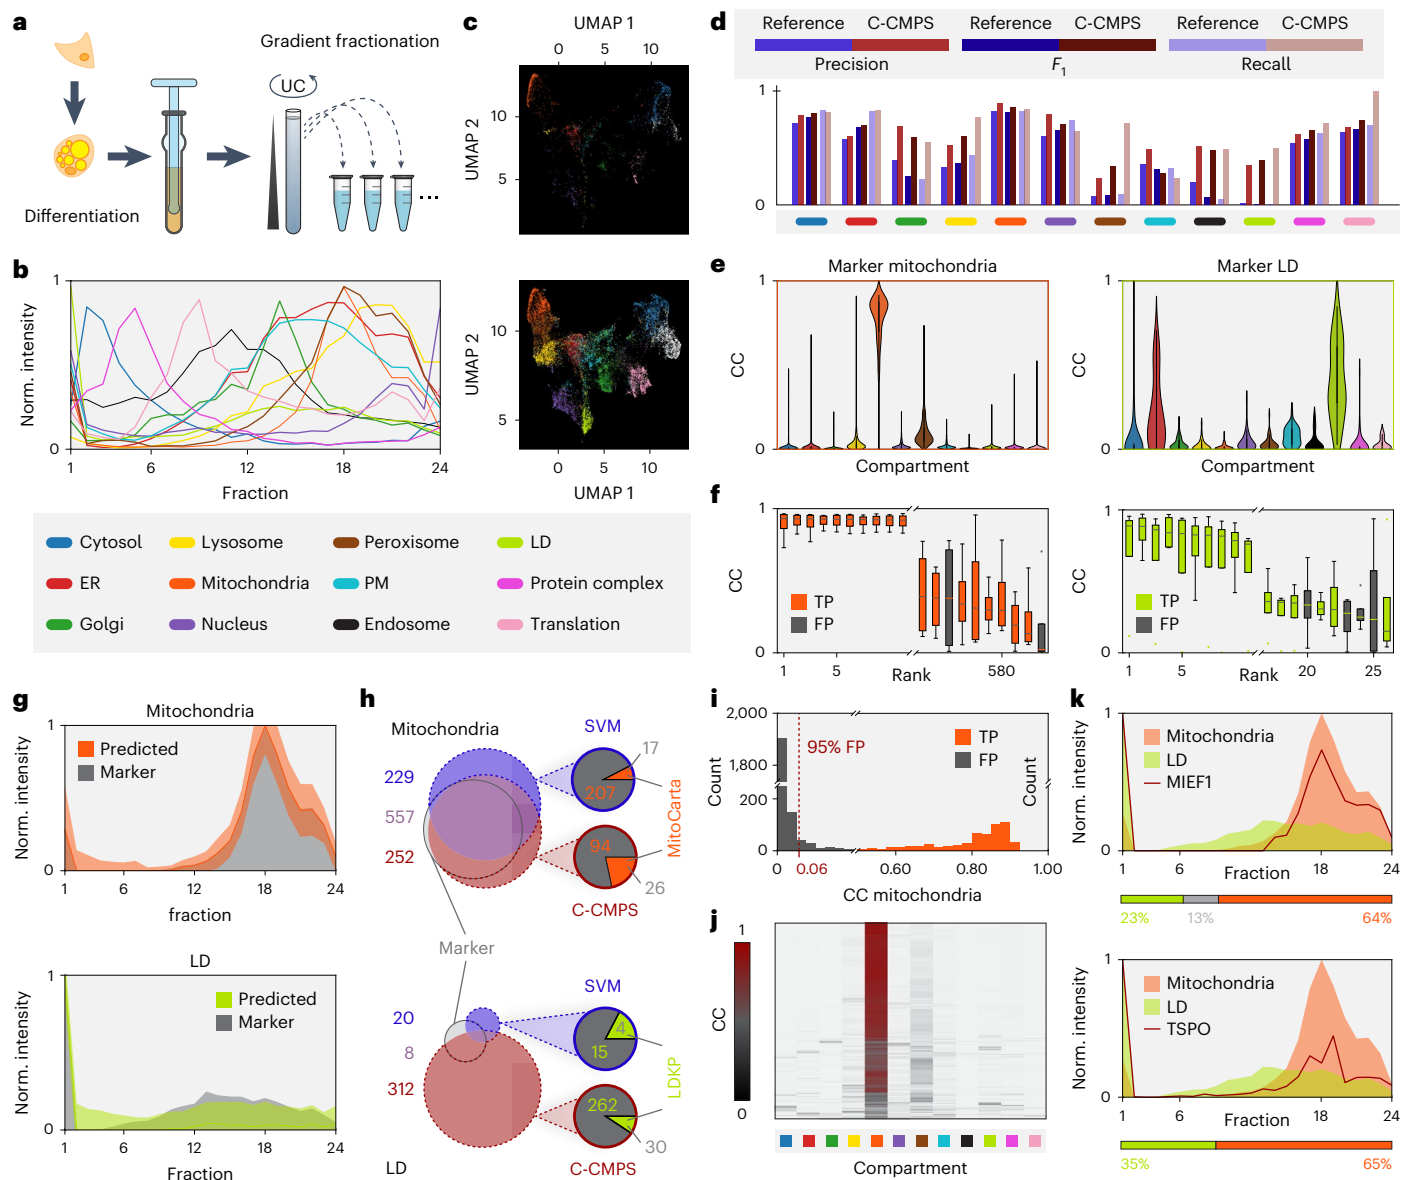 a
Gradient fractionation
UC
Differentiation
...
b
1
Norm. intensity
0
1
6
12
18
24
Fraction
c
UMAP 1
0
5
10
UMAP 2
10
5
UMAP 2
10
5
0
5
10
UMAP 1
Cytosol
Lysosome
Peroxisome
LD
ER
Mitochondria
PM
Protein complex
Golgi
Nucleus
Endosome
Translation
d
Reference
C-CMPS
Reference
C-CMPS
Reference
C-CMPS
Precision
F1
Recall
1
0
e
Marker mitochondria
1
CC
0
Compartment
Marker LD
1
CC
0
Compartment
f
1
CC
TP
FP
0
1
5
580
Rank
1
CC
TP
FP
0
1
5
20
25
Rank
g
Mitochondria
1
Norm. intensity
Predicted
Marker
0
1
6
12
18
24
fraction
LD
1
Norm. intensity
Predicted
Marker
0
1
6
12
18
24
Fraction
h
Mitochondria
229
557
252
SVM
17
207
94
26
MitoCarta
C-CMPS
Marker
20
8
312
SVM
4
15
262
30
LDKP
C-CMPS
LD
i
2,000
1,800
200
0
Count
95% FP
TP
FP
Count
0
0.06
0.60
0.80
1.00
CC mitochondria
j
1
CC
0
Compartment
k
1
Norm. intensity
Mitochondria
LD
MIEF1
0
1
6
18
24
Fraction
23%
13%
64%
1
Norm. intensity
Mitochondria
LD
TSPO
0
1
6
18
24
Fraction
35%
65%